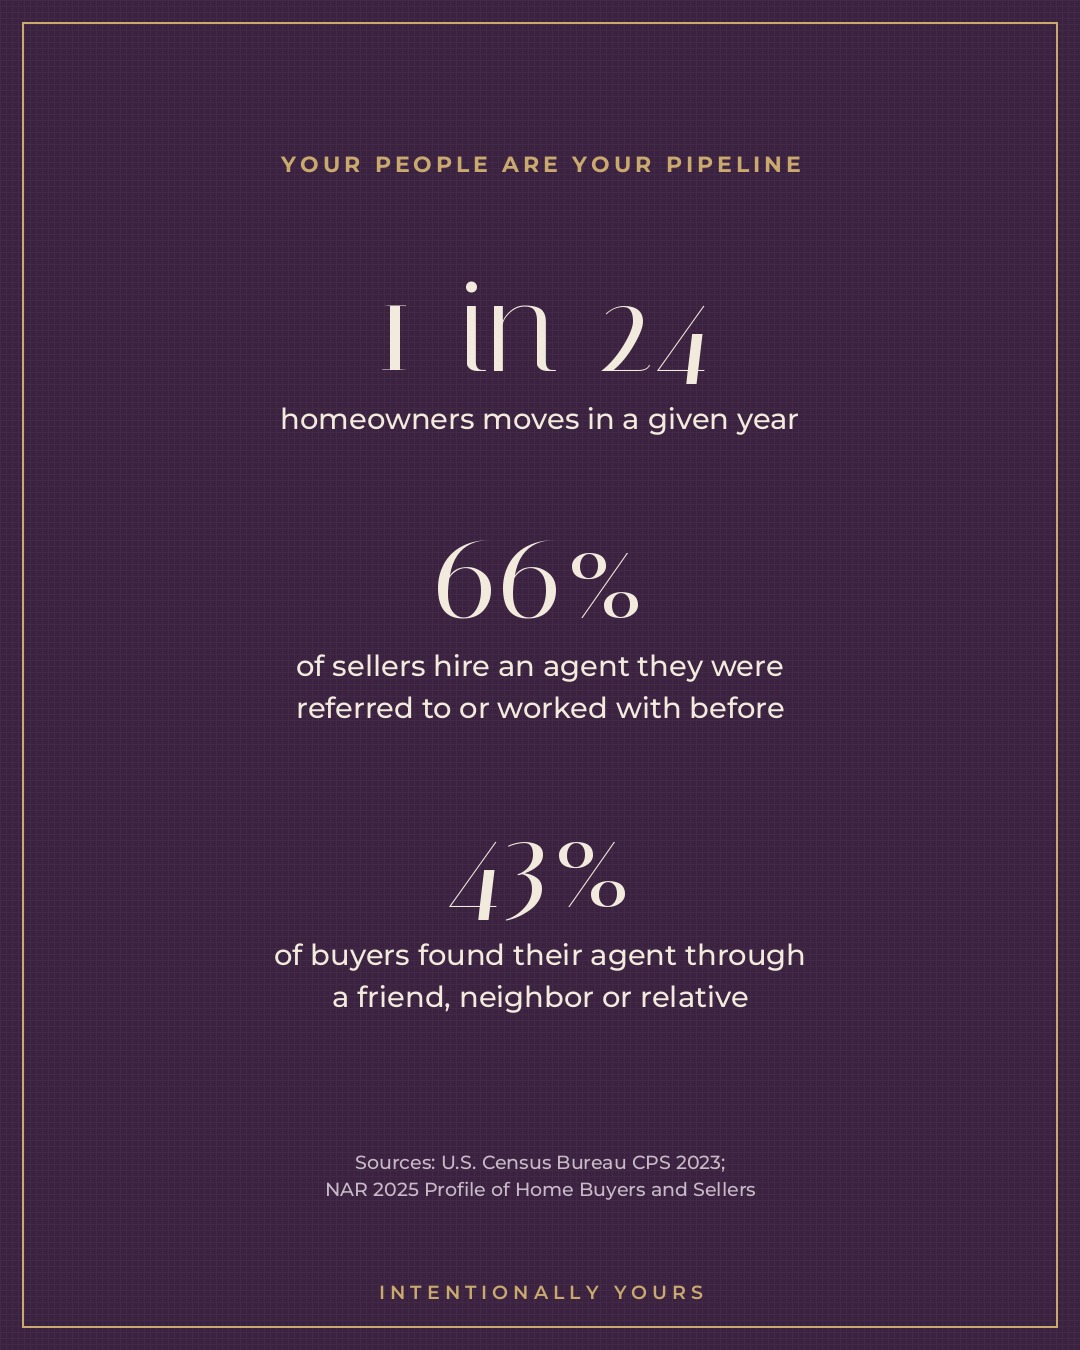 YOUR PEOPLE ARE YOUR PIPELINE
1 in 24
homeowners moves in a given year
66%
of sellers hire an agent they were
referred to or worked with before
43%
of buyers found their agent through
a friend, neighbor or relative
Sources: U.S. Census Bureau CPS 2023;
NAR 2025 Profile of Home Buyers and Sellers
INTENTIONALLY YOURS